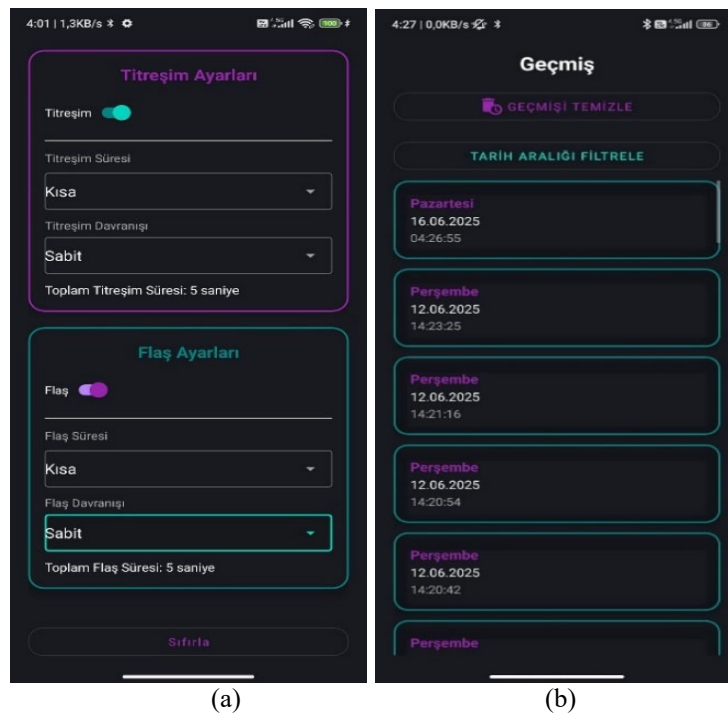 4:01 | 1,3KB/s
100
Titreşim Ayarları
Titreşim
Titreşim Süresi
Kısa
Titreşim Davranışı
Sabit
Toplam Titreşim Süresi: 5 saniye
Flaş Ayarları
Flaş
Flaş Süresi
Kısa
Flaş Davranışı
Sabit
Toplam Flaş Süresi: 5 saniye
Sıfırla
(a)
4:27 | 0,0KB/s
Geçmiş
GEÇMİŞİ TEMİZLE
TARİH ARALIĞI FİLTRELE
Pazartesi
16.06.2025
04:26:55
Perşembe
12.06.2025
14:23:25
Perşembe
12.06.2025
14:21:16
Perşembe
12.06.2025
14:20:54
Perşembe
12.06.2025
14:20:42
Perşembe
(b)